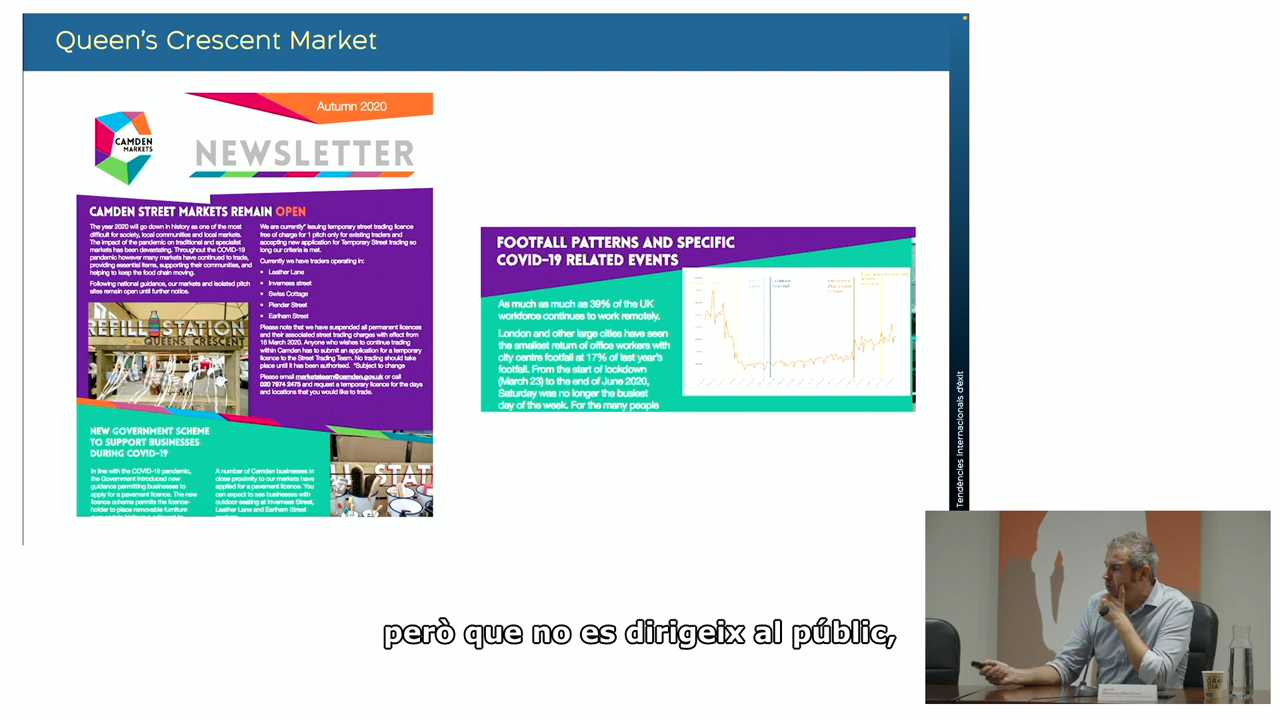 Queen's Crescent Market
Autumn 2020
CAMDEN
MARKETS
NEWSLETTER
CAMDEN STREET MARKETS REMAIN OPEN
The year 2020 will go down in history as one of the most
difficult for society, local communities and local markets.
The impact of the pandemic on traditional and specialist
markets has been devastating. Throughout the COVID-19
pandemic however many markets have continued to trade,
providing essential items, supporting their communities, and
helping to keep the food chain moving.
Following national guidance, our markets and isolated pitch
sites remain open until further notice.
REFILL STATION
QUEENS CRESCENT
We are currently* issuing temporary street trading licence
free of charge for 1 pitch only for existing traders and
accepting new application for Temporary Street trading so
long our criteria is met.
Currently we have traders operating in:
• Leather Lane
• Inverness street
• Swiss Cottage
• Plender Street
• Earlham Street
Please note that we have suspended all permanent licences
and their associated street trading charges with effect from
16 March 2020. Anyone who wishes to continue trading
within Camden has to submit an application for a temporary
licence to the Street Trading Team. No trading should take
place until it has been authorised. *Subject to change
Please email marketsteam@camden.gov.uk or call
020 7974 2475 and request a temporary licence for the days
and locations that you would like to trade.
NEW GOVERNMENT SCHEME
TO SUPPORT BUSINESSES
DURING COVID-19
In line with the COVID-19 pandemic,
the Government introduced new
guidance permitting businesses to
apply for a pavement licence. The new
licence scheme permits the licence-
holder to place removable furniture
A number of Camden businesses in
close proximity to our markets have
applied for a pavement licence. You
can expect to see businesses with
outdoor seating at Inverness Street,
Leather Lane and Earlham Street
STAT
FOOTFALL PATTERNS AND SPECIFIC
COVID-19 RELATED EVENTS
As much as much as 39% of the UK
workforce continues to work remotely.
London and other large cities have seen
the smallest return of office workers with
city centre footfall at 17% of last year's
footfall. From the start of lockdown
(March 23) to the end of June 2020,
Saturday was no longer the busiest
day of the week. For the many people
Tendències internacionals d'èxit
però que no es dirigeix al públic,